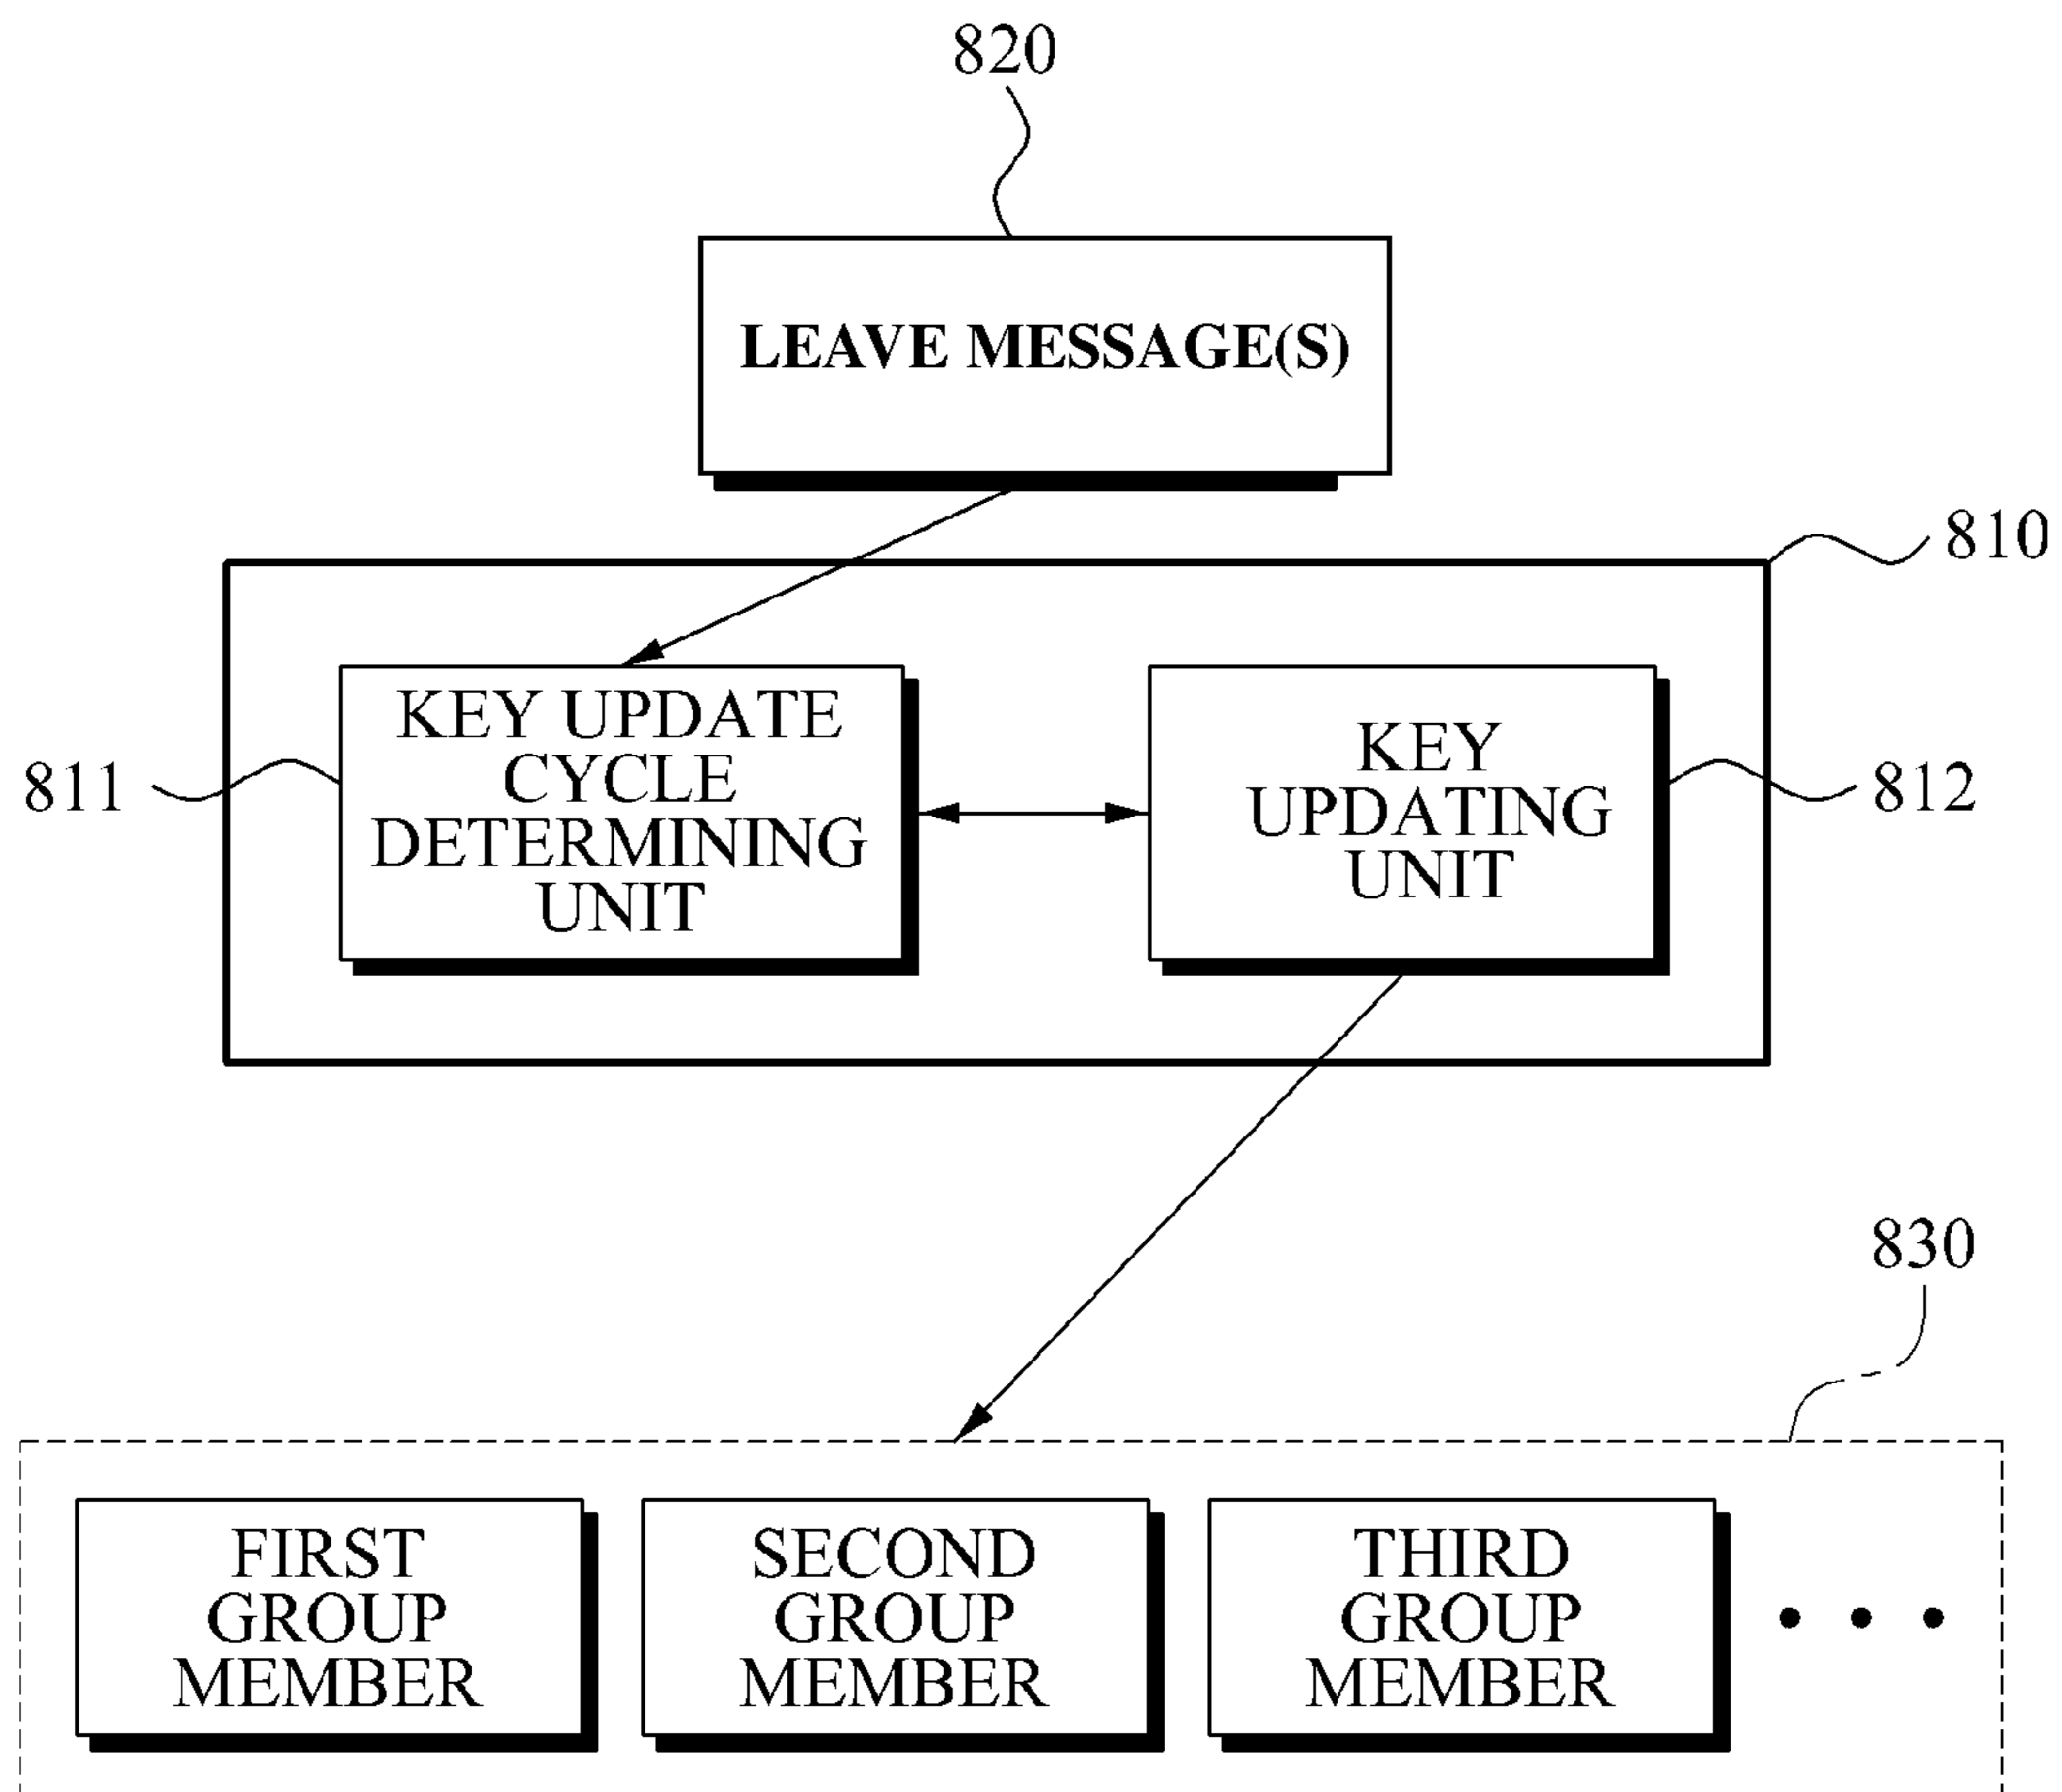 820
LEAVE MESSAGE(S)
810
KEY UPDATE
CYCLE
DETERMINING
UNIT
KEY
UPDATING
UNIT
811
812
830
FIRST
GROUP
MEMBER
SECOND
GROUP
MEMBER
THIRD
GROUP
MEMBER
• • •